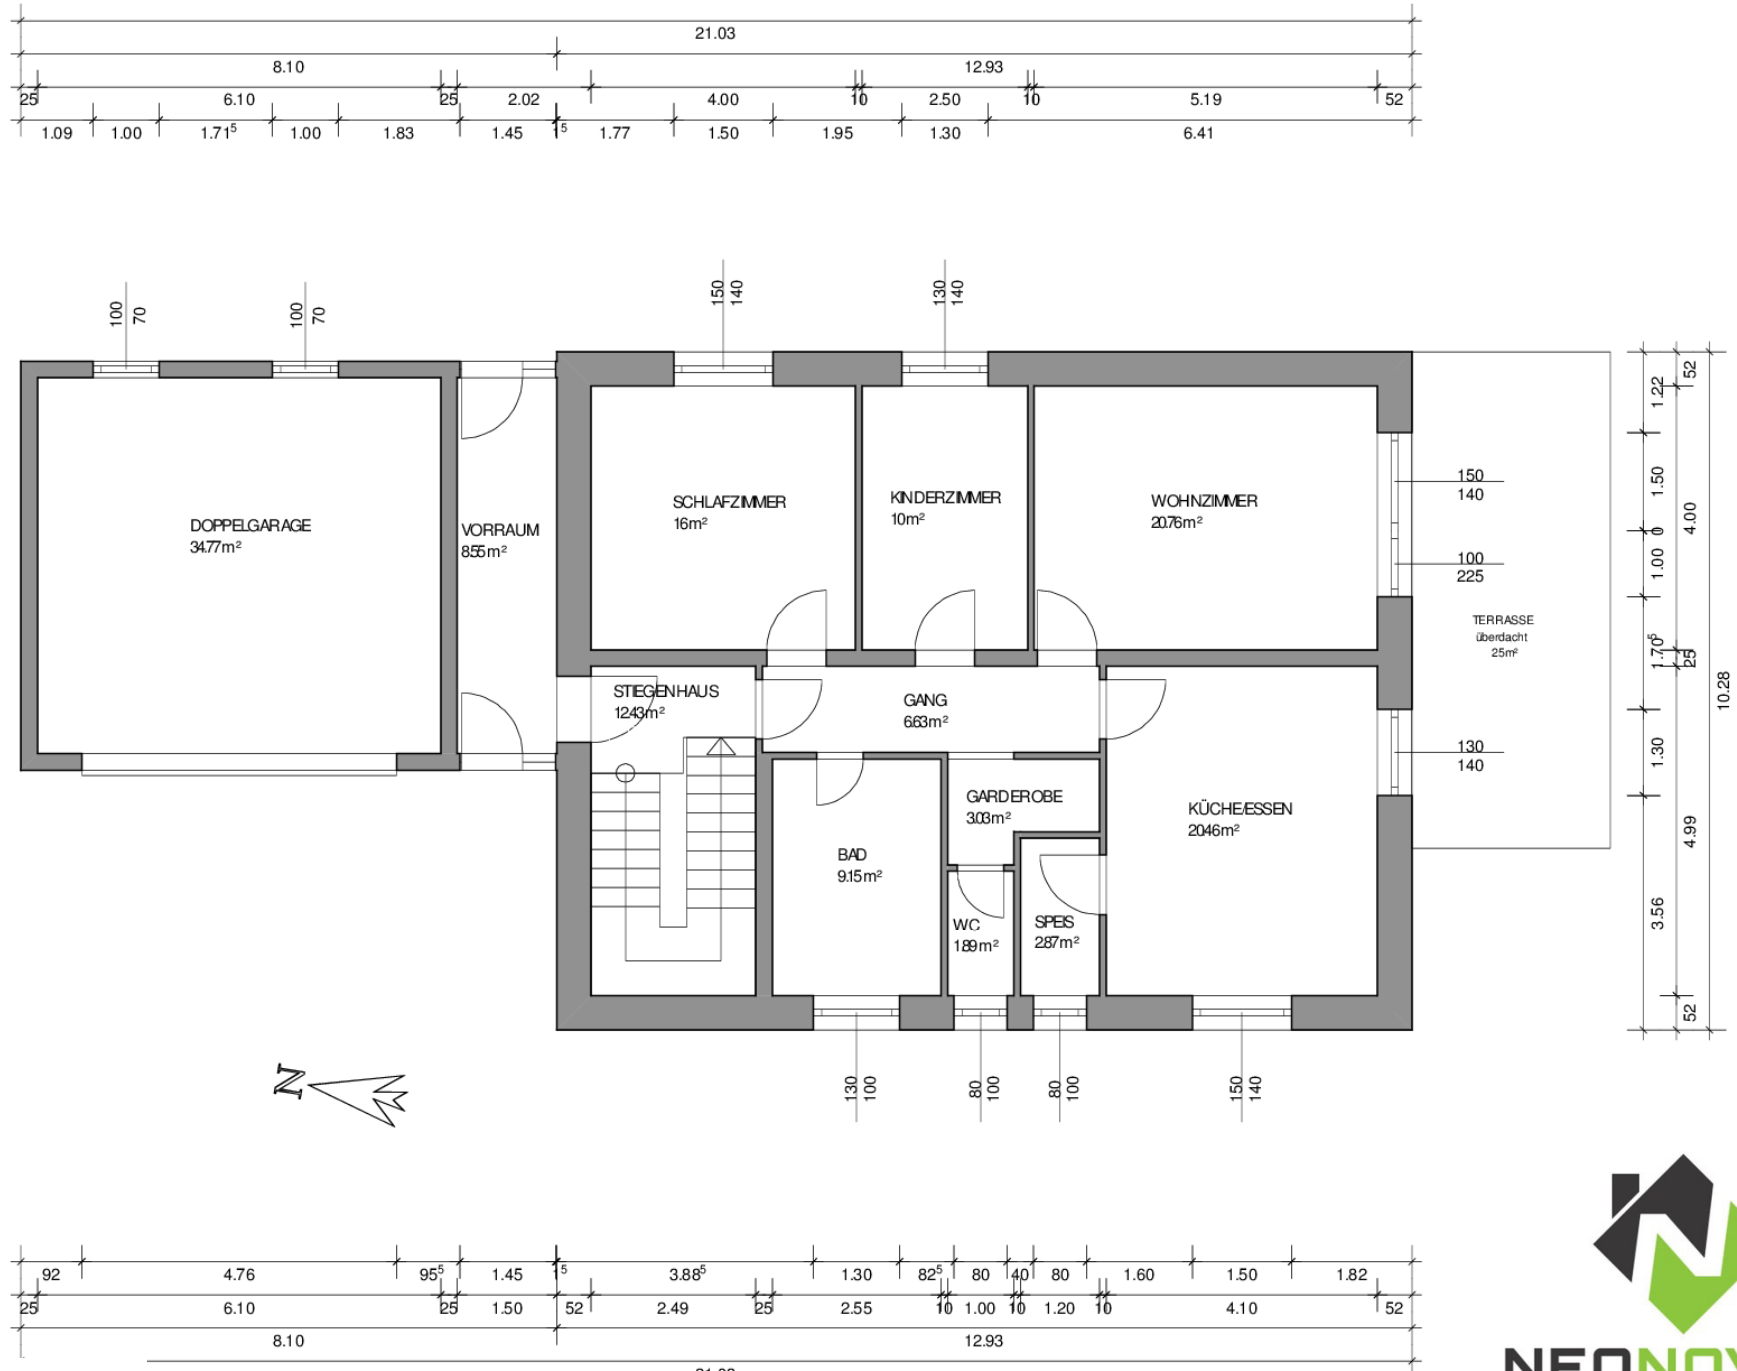 21.03
8.10 12.93
25 6.10 25 2.02 4.00 10 2.50 10 5.19 52
1.09 1.00 1.71⁵ 1.00 1.83 1.45 1⁵ 1.77 1.50 1.95 1.30 6.41
100 70
100 70
150 140
130 140
DOPPELGARAGE
34.77m²
VORRAUM
8.55m²
SCHLAFZIMMER
16m²
KINDERZIMMER
10m²
WOHNZIMMER
20.76m²
150
140
100
225
TERRASSE
überdacht
25m²
STIEGENHAUS
12.43m²
GANG
6.63m²
130
140
GARDEROBE
3.03m²
KÜCHE/ESSEN
20.46m²
BAD
9.15m²
WC
1.89m²
SPEIS
2.87m²
1.22 1.50 0 1.00 1.70⁵ 1.30 3.56
52 4.00 25 4.99 52
10.28
130 100
80 100
80 100
150 140
N
92 4.76 95⁵ 1.45 1⁵ 3.88⁵ 1.30 82⁵ 80 40 80 1.60 1.50 1.82
25 6.10 25 1.50 52 2.49 25 2.55 10 1.00 10 1.20 10 4.10 52
8.10 12.93